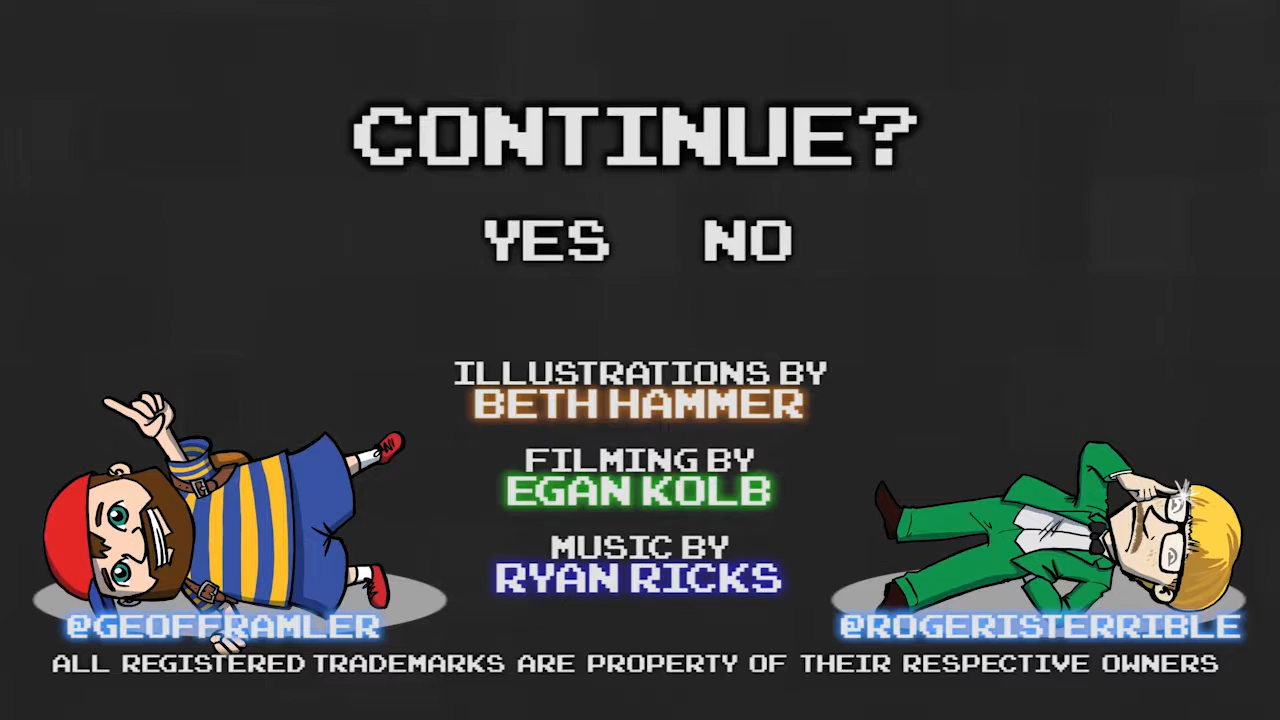 CONTINUE?
YES NO
ILLUSTRATIONS BY
BETH HAMMER
FILMING BY
EGAN KOLB
MUSIC BY
RYAN RICKS
@GEOFFRAMLER
@ROGERISTERRIBLE
ALL REGISTERED TRADEMARKS ARE PROPERTY OF THEIR RESPECTIVE OWNERS